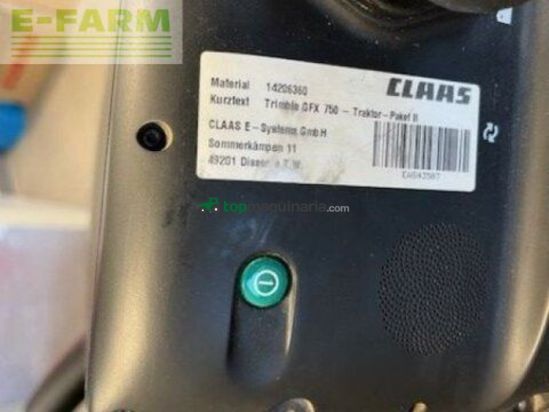 E-FARM
Material 14206360 CLAAS
Kurztext Trimble GFX 750 - Traktor-Paket II
CLAAS E-Systems GmbH
Sommerkämpen 11
49201 Dissen a.T.W.
topmaquinaria.com